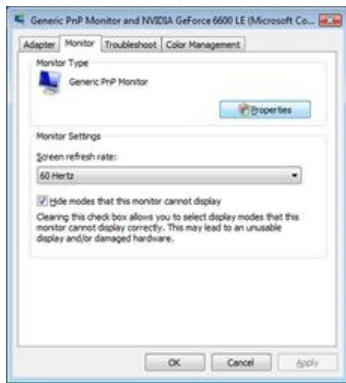 Generic PnP Monitor and NVIDIA GeForce 6600 LE (Microsoft Co...
Adapter Monitor Troubleshoot Color Management
Monitor Type
Generic PnP Monitor
Properties
Monitor Settings
Screen refresh rate:
60 Hertz
Hide modes that this monitor cannot display
Clearing this check box allows you to select display modes that this
monitor cannot display correctly. This may lead to an unusable
display and/or damaged hardware.
OK Cancel Apply